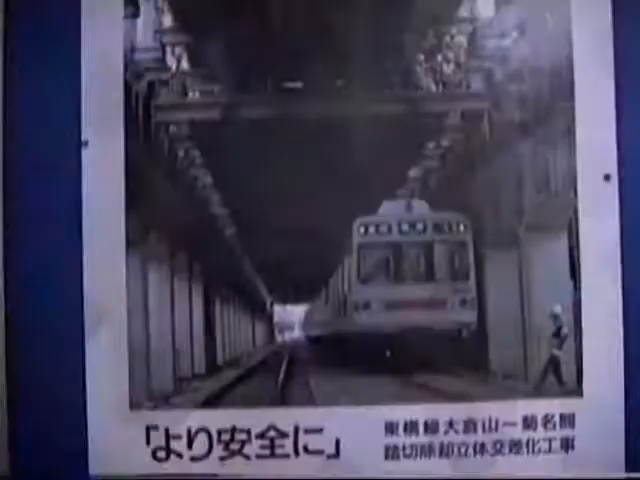 「より安全に」
東横線大倉山－菊名間
踏切除却立体交差化工事